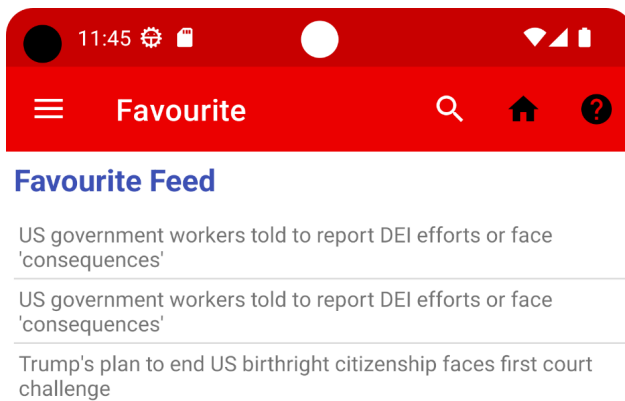 11:45
Favourite
Favourite Feed
US government workers told to report DEI efforts or face
'consequences'
US government workers told to report DEI efforts or face
'consequences'
Trump's plan to end US birthright citizenship faces first court
challenge